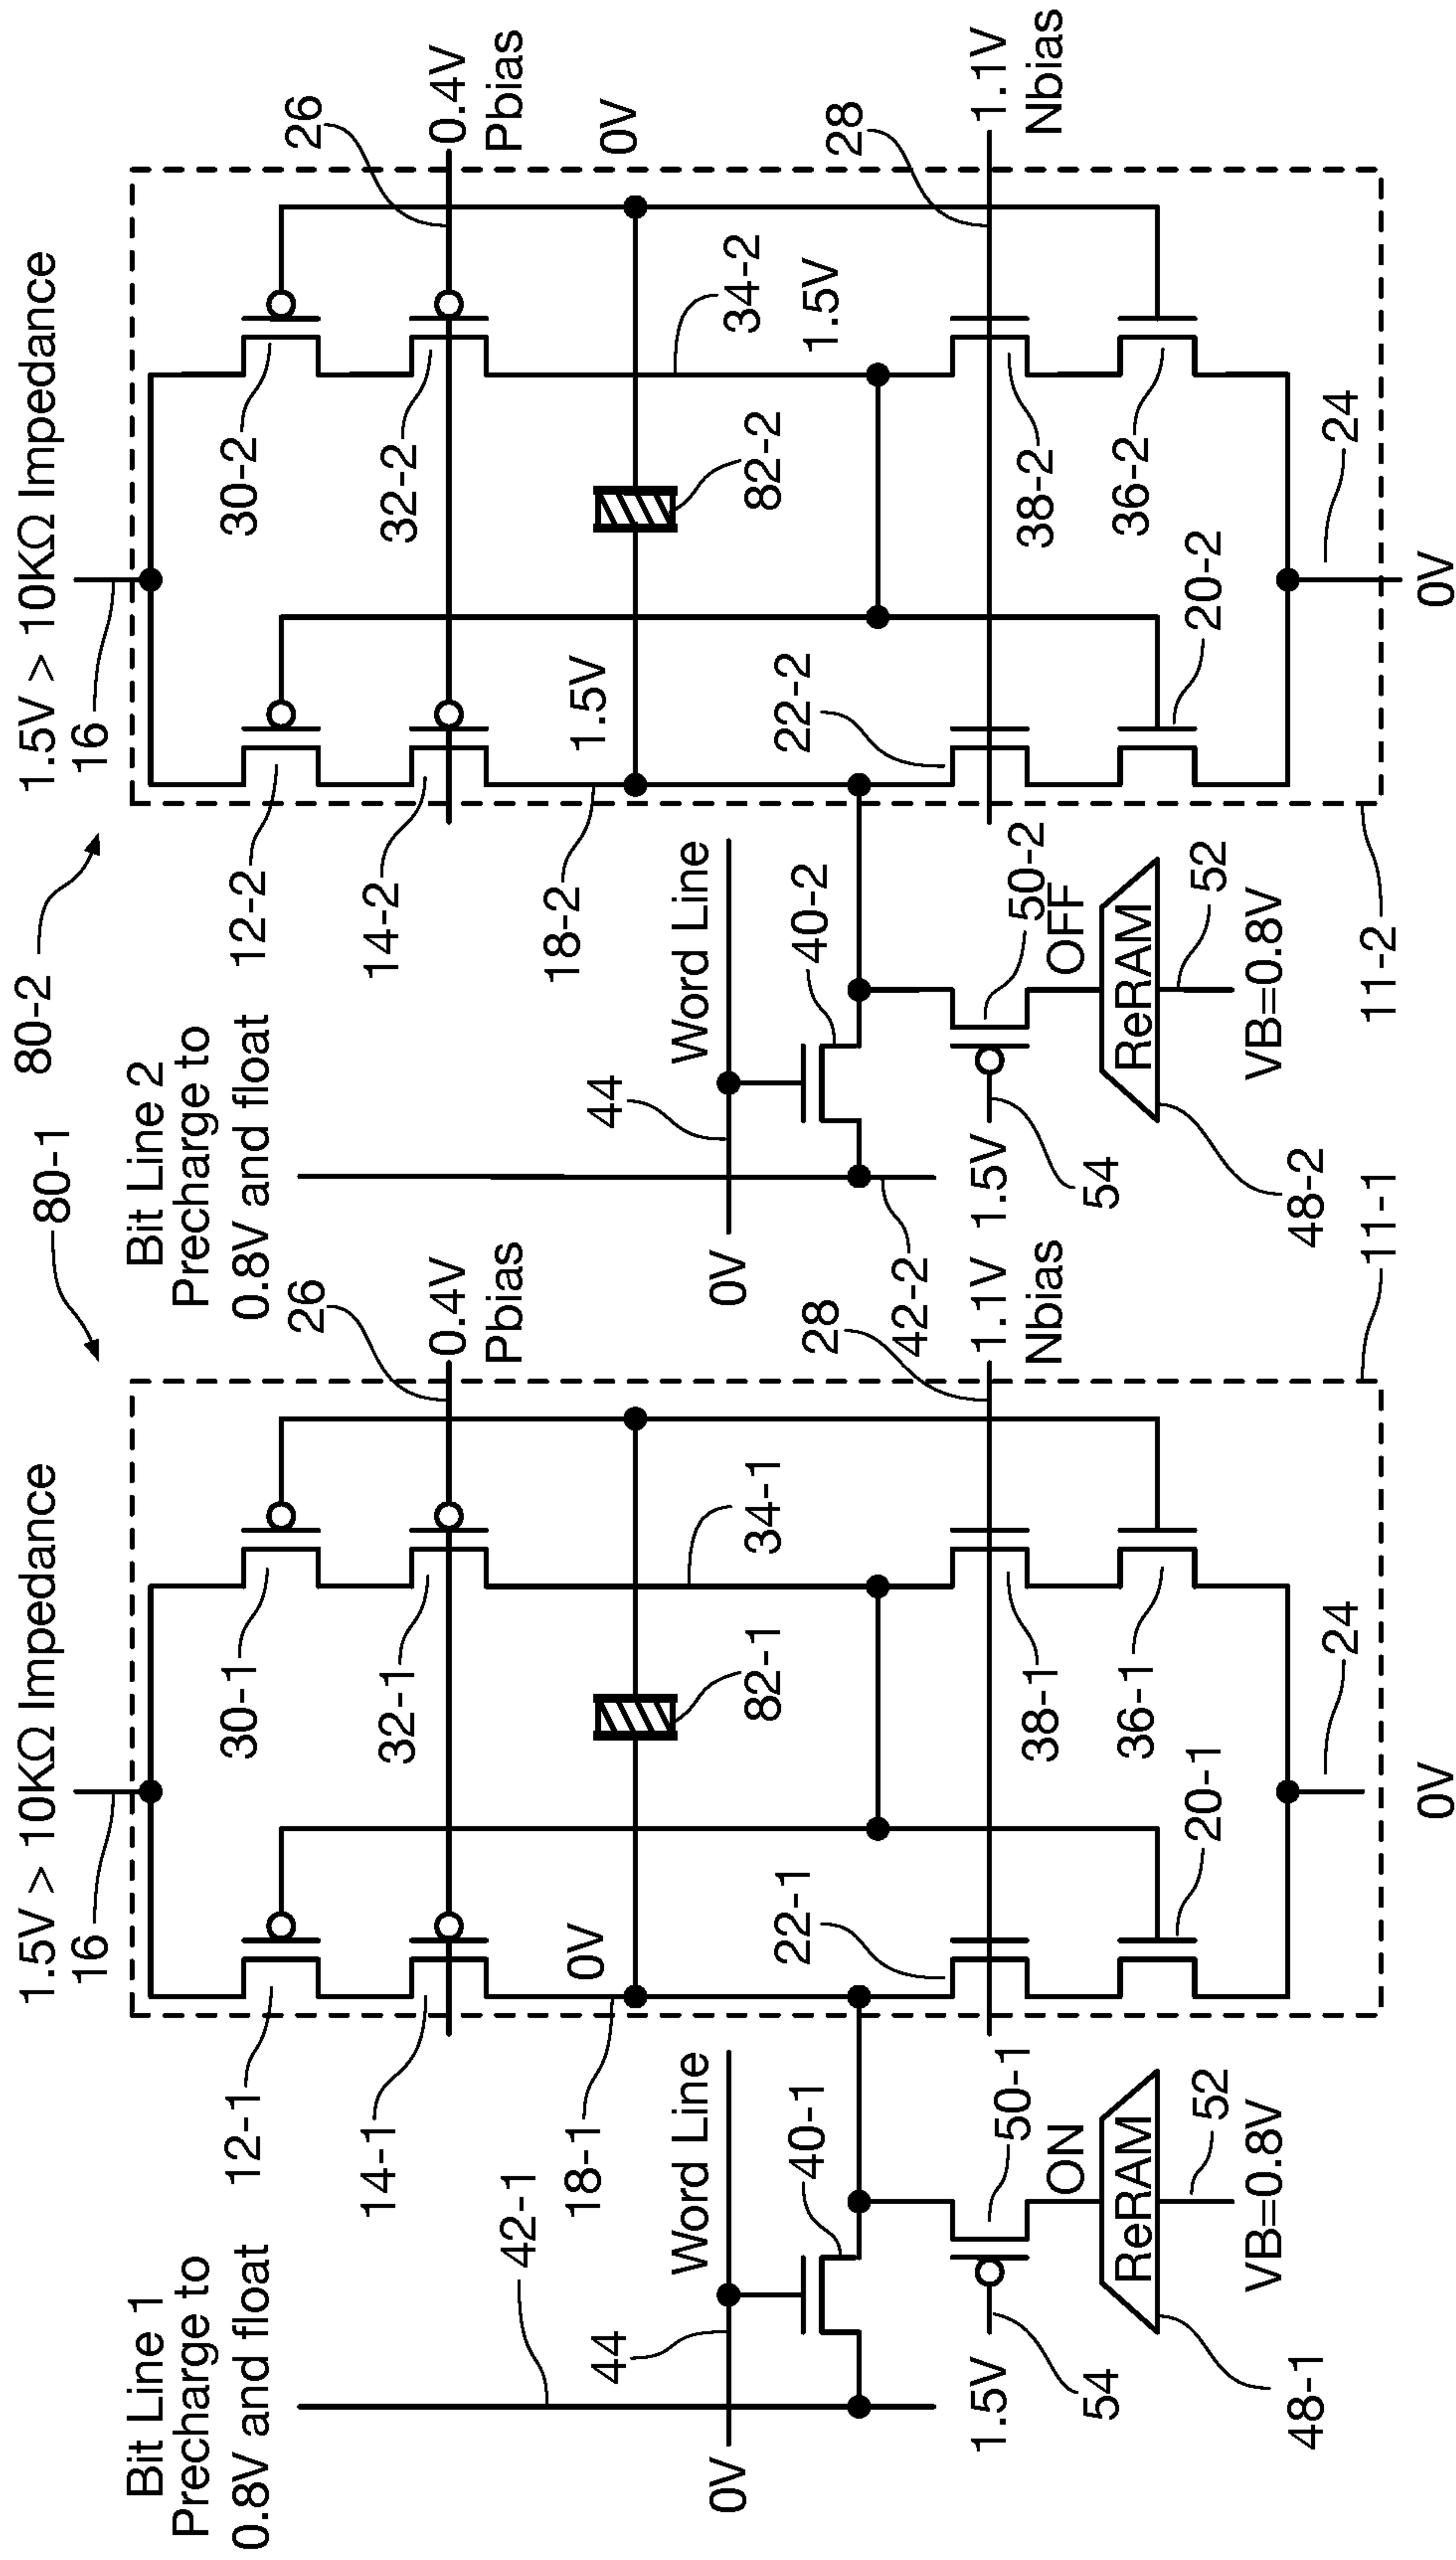 80-1
80-2
1.5V > 10KΩ Impedance
16
Bit Line 1
Precharge to
0.8V and float
42-1
12-1
14-1
18-1
0V
30-1
32-1
26
0.4V
Pbias
34-1
82-1
Word Line
44
0V
40-1
22-1
28
1.1V
Nbias
38-1
36-1
20-1
50-1
ON
1.5V
54
ReRAM
48-1
52
VB=0.8V
24
0V
11-1
1.5V > 10KΩ Impedance
16
Bit Line 2
Precharge to
0.8V and float
42-2
12-2
14-2
18-2
1.5V
30-2
32-2
26
0.4V
Pbias
0V
34-2
1.5V
82-2
Word Line
44
0V
40-2
22-2
28
1.1V
Nbias
38-2
36-2
20-2
50-2
OFF
1.5V
54
ReRAM
48-2
52
VB=0.8V
24
0V
11-2